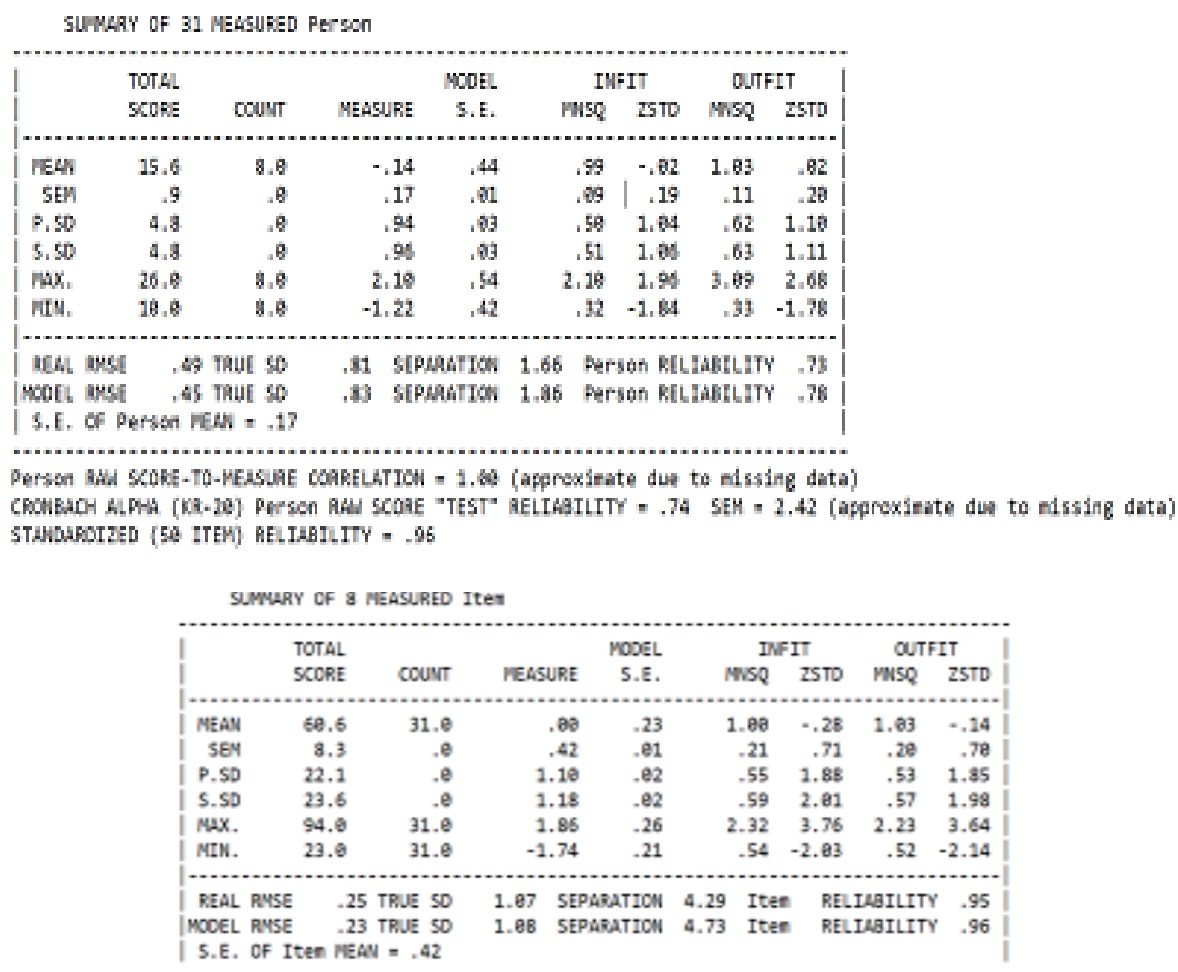 SUMMARY OF 31 MEASURED Person
TOTAL MODEL INFIT OUTFIT
SCORE COUNT MEASURE S.E. MNSQ ZSTD MNSQ ZSTD
MEAN 15.6 8.0 -.14 .44 .99 -.02 1.03 .02
SEM .9 .0 .17 .01 .09 .19 .11 .20
P.SD 4.8 .0 .94 .03 .50 1.04 .62 1.10
S.SD 4.8 .0 .96 .03 .51 1.06 .63 1.11
MAX. 26.0 8.0 2.10 .54 2.10 1.96 3.09 2.68
MIN. 10.0 8.0 -1.22 .42 .32 -1.84 .33 -1.78
REAL RMSE .49 TRUE SD .81 SEPARATION 1.66 Person RELIABILITY .73
MODEL RMSE .45 TRUE SD .83 SEPARATION 1.86 Person RELIABILITY .78
S.E. OF Person MEAN = .17
Person RAW SCORE-TO-MEASURE CORRELATION = 1.00 (approximate due to missing data)
CRONBACH ALPHA (KR-20) Person RAW SCORE "TEST" RELIABILITY = .74 SEM = 2.42 (approximate due to missing data)
STANDARDIZED (50 ITEM) RELIABILITY = .96
SUMMARY OF 8 MEASURED Item
TOTAL MODEL INFIT OUTFIT
SCORE COUNT MEASURE S.E. MNSQ ZSTD MNSQ ZSTD
MEAN 60.6 31.0 .00 .23 1.00 -.28 1.03 -.14
SEM 8.3 .0 .42 .01 .21 .71 .20 .70
P.SD 22.1 .0 1.10 .02 .55 1.88 .53 1.85
S.SD 23.6 .0 1.18 .02 .59 2.01 .57 1.98
MAX. 94.0 31.0 1.86 .26 2.32 3.76 2.23 3.64
MIN. 23.0 31.0 -1.74 .21 .54 -2.03 .52 -2.14
REAL RMSE .25 TRUE SD 1.07 SEPARATION 4.29 Item RELIABILITY .95
MODEL RMSE .23 TRUE SD 1.08 SEPARATION 4.73 Item RELIABILITY .96
S.E. OF Item MEAN = .42